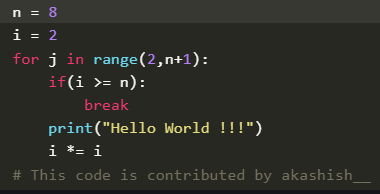 n = 8
i = 2
for j in range(2,n+1):
    if(i >= n):
        break
    print("Hello World !!!")
    i *= i
# This code is contributed by akashish__